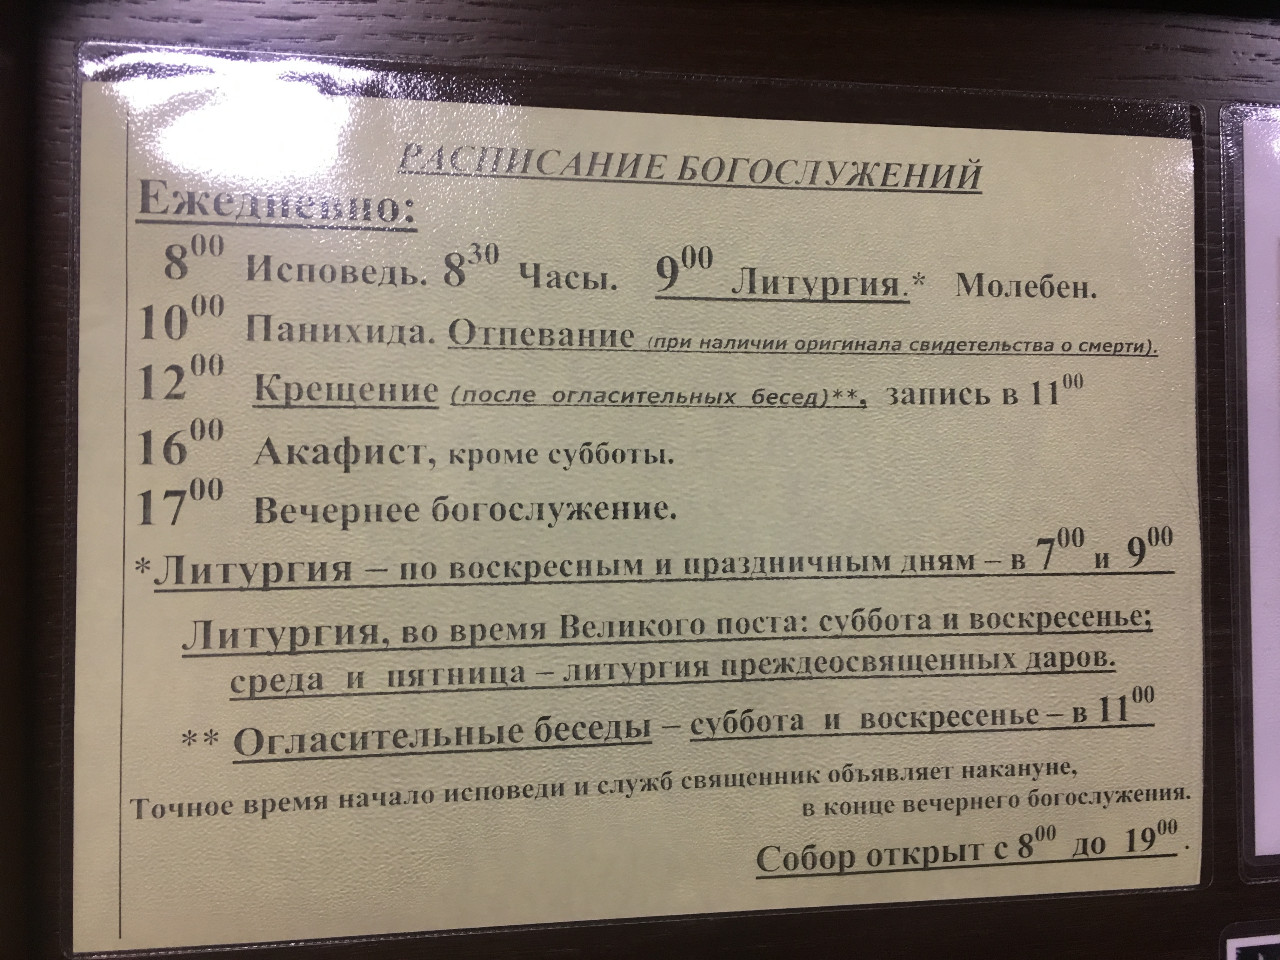 РАСПИСАНИЕ БОГОСЛУЖЕНИЙ
Ежедневно:
8⁰⁰ Исповедь. 8³⁰ Часы. 9⁰⁰ Литургия.* Молебен.
10⁰⁰ Панихида. Отпевание (при наличии оригинала свидетельства о смерти).
12⁰⁰ Крещение (после огласительных бесед)**, запись в 11⁰⁰
16⁰⁰ Акафист, кроме субботы.
17⁰⁰ Вечернее богослужение.
*Литургия – по воскресным и праздничным дням – в 7⁰⁰ и 9⁰⁰
Литургия, во время Великого поста: суббота и воскресенье;
среда и пятница – литургия преждеосвященных даров.
** Огласительные беседы – суббота и воскресенье – в 11⁰⁰
Точное время начало исповеди и служб священник объявляет накануне,
в конце вечернего богослужения.
Собор открыт с 8⁰⁰ до 19⁰⁰.